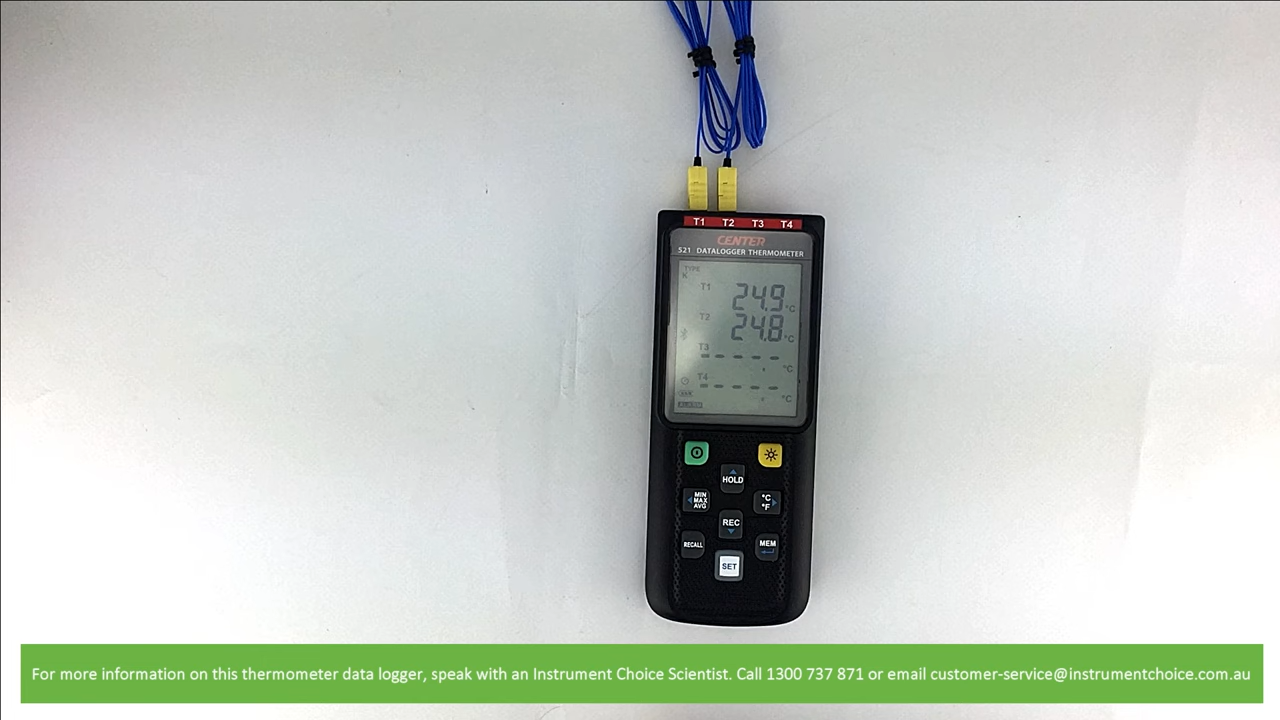 T1 T2 T3 T4
CENTER
521 DATALOGGER THERMOMETER
TYPE
K
T1 24.9 °C
T2 24.8 °C
T3 - - - - - °C
T4 - - - - - °C
HOLD
MIN
MAX
AVG
°C
°F
REC
RECALL
MEM
SET
For more information on this thermometer data logger, speak with an Instrument Choice Scientist. Call 1300 737 871 or email customer-service@instrumentchoice.com.au